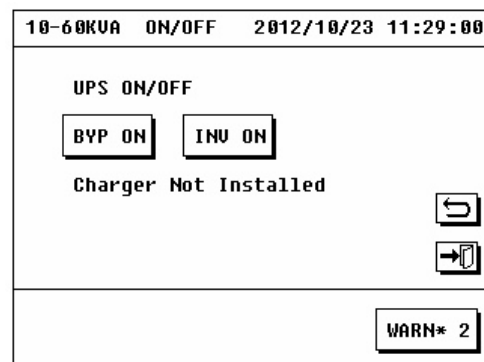 10-60KVA ON/OFF 2012/10/23 11:29:00
UPS ON/OFF
BYP ON INV ON
Charger Not Installed
WARN* 2